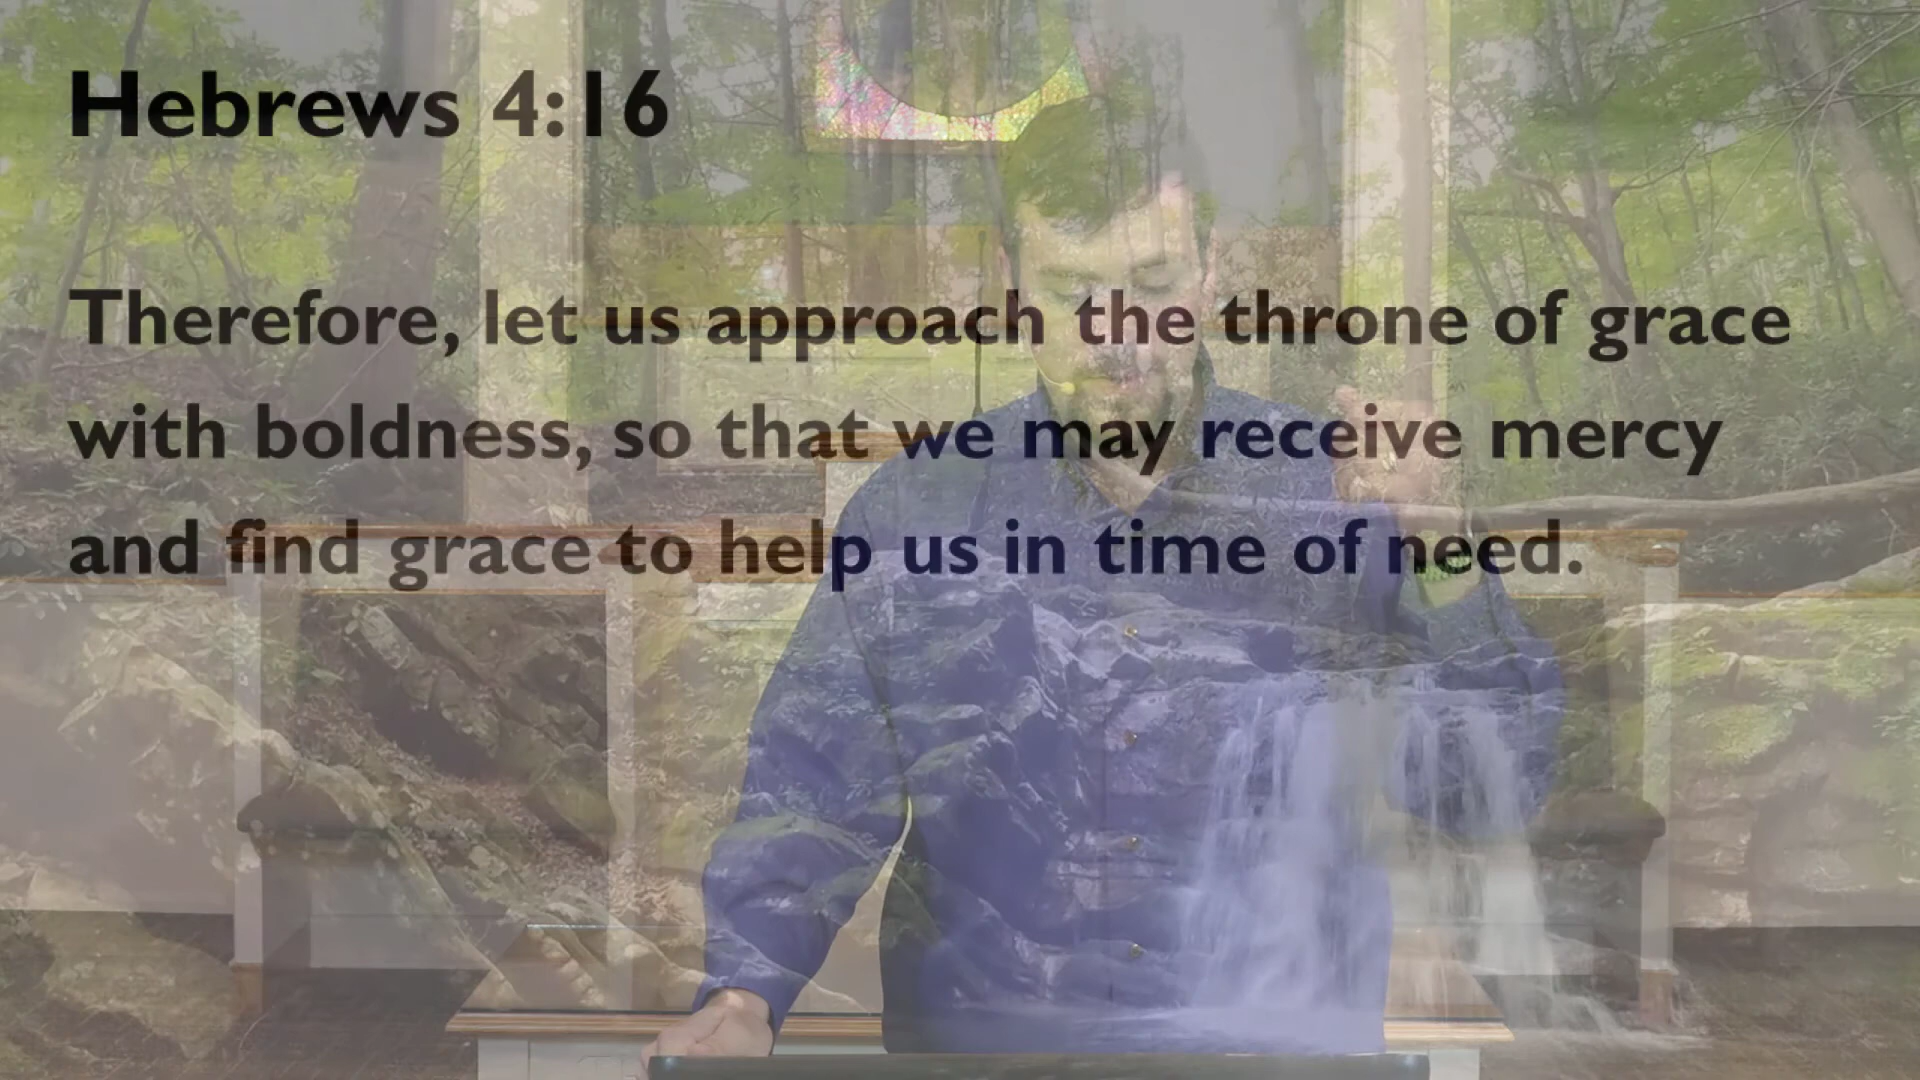 Hebrews 4:16
Therefore, let us approach the throne of grace
with boldness, so that we may receive mercy
and find grace to help us in time of need.